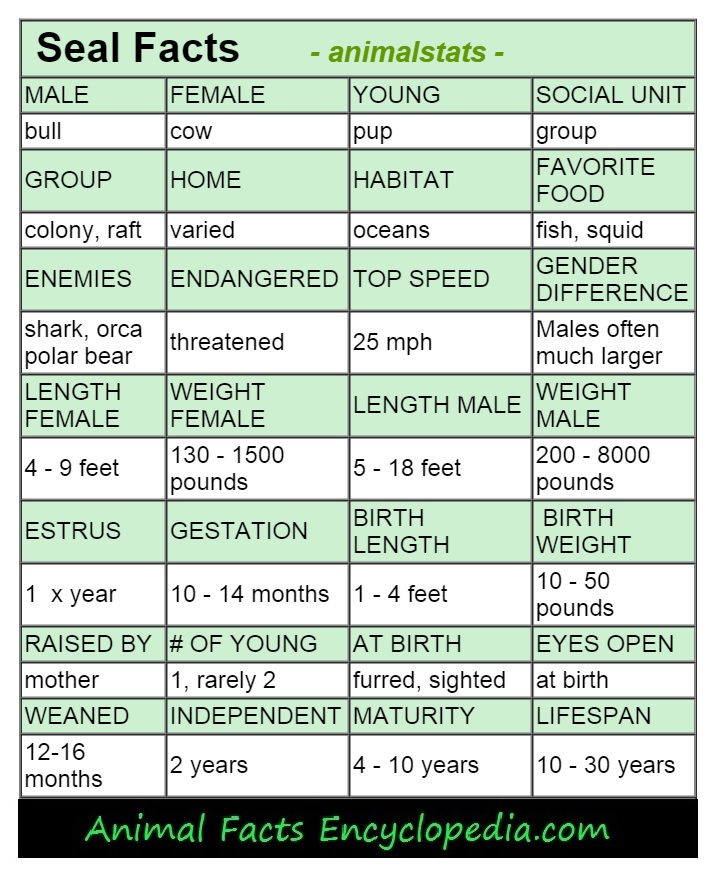 Seal Facts - animalstats -
MALE FEMALE YOUNG SOCIAL UNIT
bull cow pup group
GROUP HOME HABITAT FAVORITE
FOOD
colony, raft varied oceans fish, squid
ENEMIES ENDANGERED TOP SPEED GENDER
DIFFERENCE
shark, orca
polar bear threatened 25 mph Males often
much larger
LENGTH
FEMALE WEIGHT
FEMALE LENGTH MALE WEIGHT
MALE
4 - 9 feet 130 - 1500
pounds 5 - 18 feet 200 - 8000
pounds
ESTRUS GESTATION BIRTH
LENGTH BIRTH
WEIGHT
1 x year 10 - 14 months 1 - 4 feet 10 - 50
pounds
RAISED BY # OF YOUNG AT BIRTH EYES OPEN
mother 1, rarely 2 furred, sighted at birth
WEANED INDEPENDENT MATURITY LIFESPAN
12-16
months 2 years 4 - 10 years 10 - 30 years
Animal Facts Encyclopedia.com